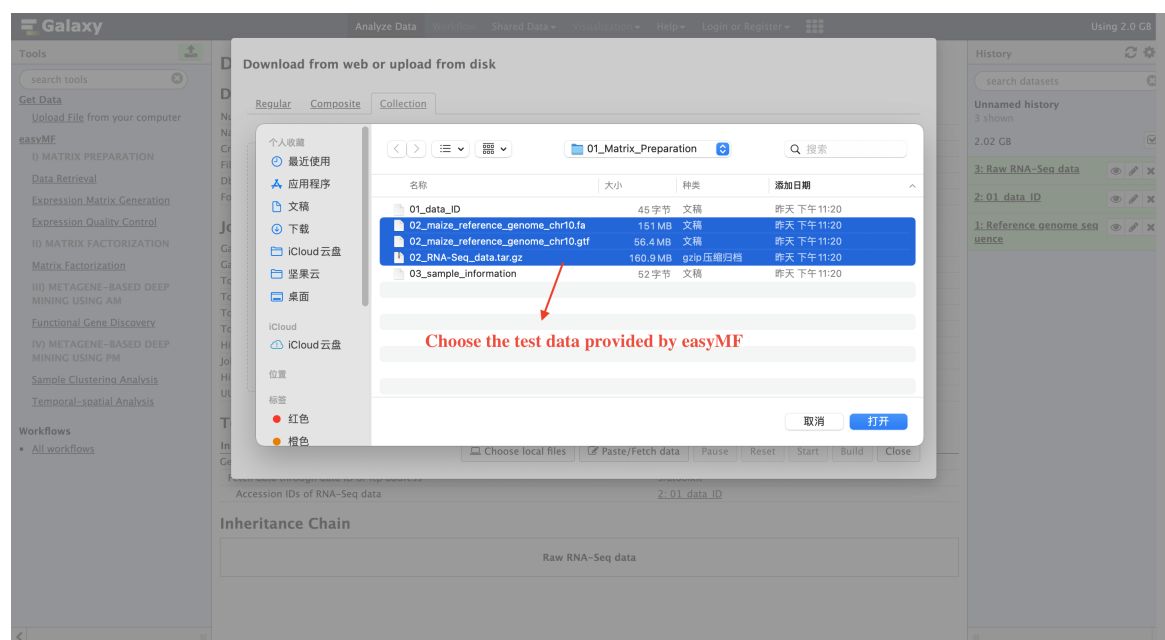 Galaxy
Analyze Data Workflow Shared Data Visualization Help Login or Register
Using 2.0 GB
Tools
search tools
Get Data
Upload File from your computer
easyMF
I) MATRIX PREPARATION
Data Retrieval
Expression Matrix Generation
Expression Quality Control
II) MATRIX FACTORIZATION
Matrix Factorization
III) METAGENE-BASED DEEP
MINING USING AM
Functional Gene Discovery
IV) METAGENE-BASED DEEP
MINING USING PM
Sample Clustering Analysis
Temporal-spatial Analysis
Workflows
All workflows
Download from web or upload from disk
Regular Composite Collection
个人收藏
最近使用
应用程序
文稿
下载
iCloud云盘
坚果云
桌面
iCloud
iCloud云盘
位置
标签
红色
橙色
01_Matrix_Preparation
搜索
名称 大小 种类 添加日期
01_data_ID 45 字节 文稿 昨天 下午11:20
02_maize_reference_genome_chr10.fa 151 MB 文稿 昨天 下午11:20
02_maize_reference_genome_chr10.gtf 56.4 MB 文稿 昨天 下午11:20
02_RNA-Seq_data.tar.gz 160.9 MB gzip压缩归档 昨天 下午11:20
03_sample_information 52 字节 文稿 昨天 下午11:20
Choose the test data provided by easyMF
取消 打开
Choose local files Paste/Fetch data Pause Reset Start Build Close
Accession IDs of RNA-Seq data 2: 01_data_ID
Inheritance Chain
Raw RNA-Seq data
History
search datasets
Unnamed history
3 shown
2.02 GB
3: Raw RNA-Seq data
2: 01_data_ID
1: Reference genome seq
uence